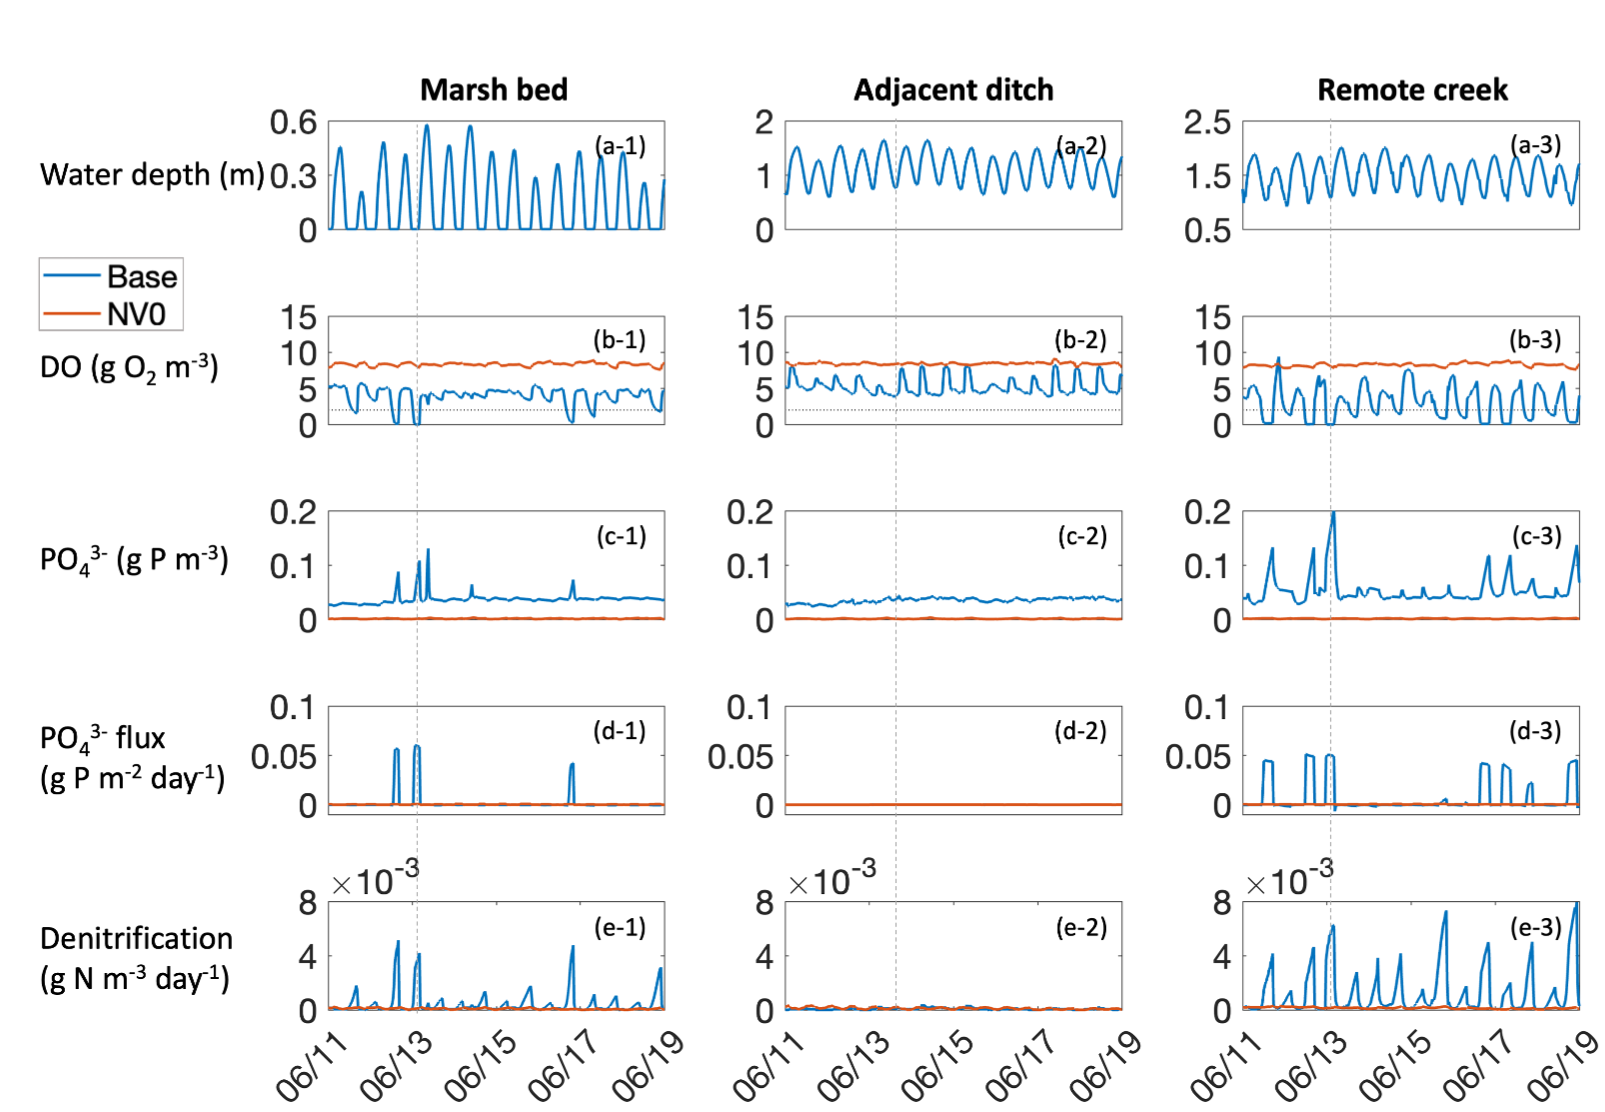 Marsh bed Adjacent ditch Remote creek
Water depth (m)
0.6
0.3
0
(a-1)
2
1
0
(a-2)
2.5
1.5
0.5
(a-3)
Base
NV0
DO (g O2 m-3)
15
10
5
0
(b-1)
15
10
5
0
(b-2)
15
10
5
0
(b-3)
PO43- (g P m-3)
0.2
0.1
0
(c-1)
0.2
0.1
0
(c-2)
0.2
0.1
0
(c-3)
PO43- flux
(g P m-2 day-1)
0.1
0.05
0
(d-1)
0.1
0.05
0
(d-2)
0.1
0.05
0
(d-3)
Denitrification
(g N m-3 day-1)
×10-3
8
4
0
(e-1)
×10-3
8
4
0
(e-2)
×10-3
8
4
0
(e-3)
06/11 06/13 06/15 06/17 06/19
06/11 06/13 06/15 06/17 06/19
06/11 06/13 06/15 06/17 06/19